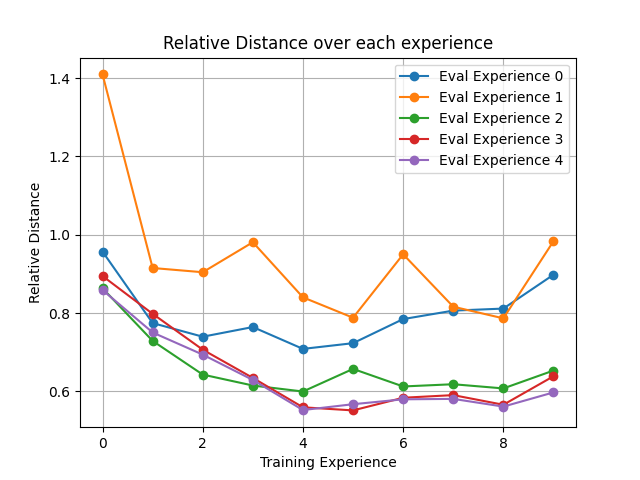 Relative Distance over each experience
Eval Experience 0
Eval Experience 1
Eval Experience 2
Eval Experience 3
Eval Experience 4
Relative Distance
1.4
1.2
1.0
0.8
0.6
0 2 4 6 8
Training Experience